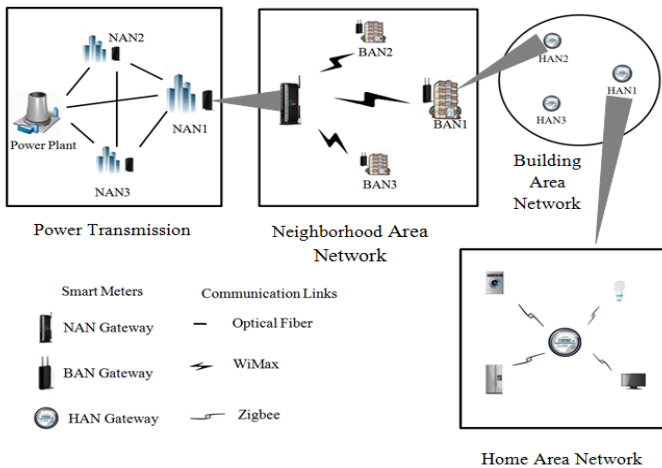 NAN2
NAN1
Power Plant
NAN3
Power Transmission
BAN2
BAN1
BAN3
Neighborhood Area
Network
HAN2
HAN1
HAN3
Building
Area
Network
Smart Meters
Communication Links
NAN Gateway
Optical Fiber
BAN Gateway
WiMax
HAN Gateway
Zigbee
Home Area Network